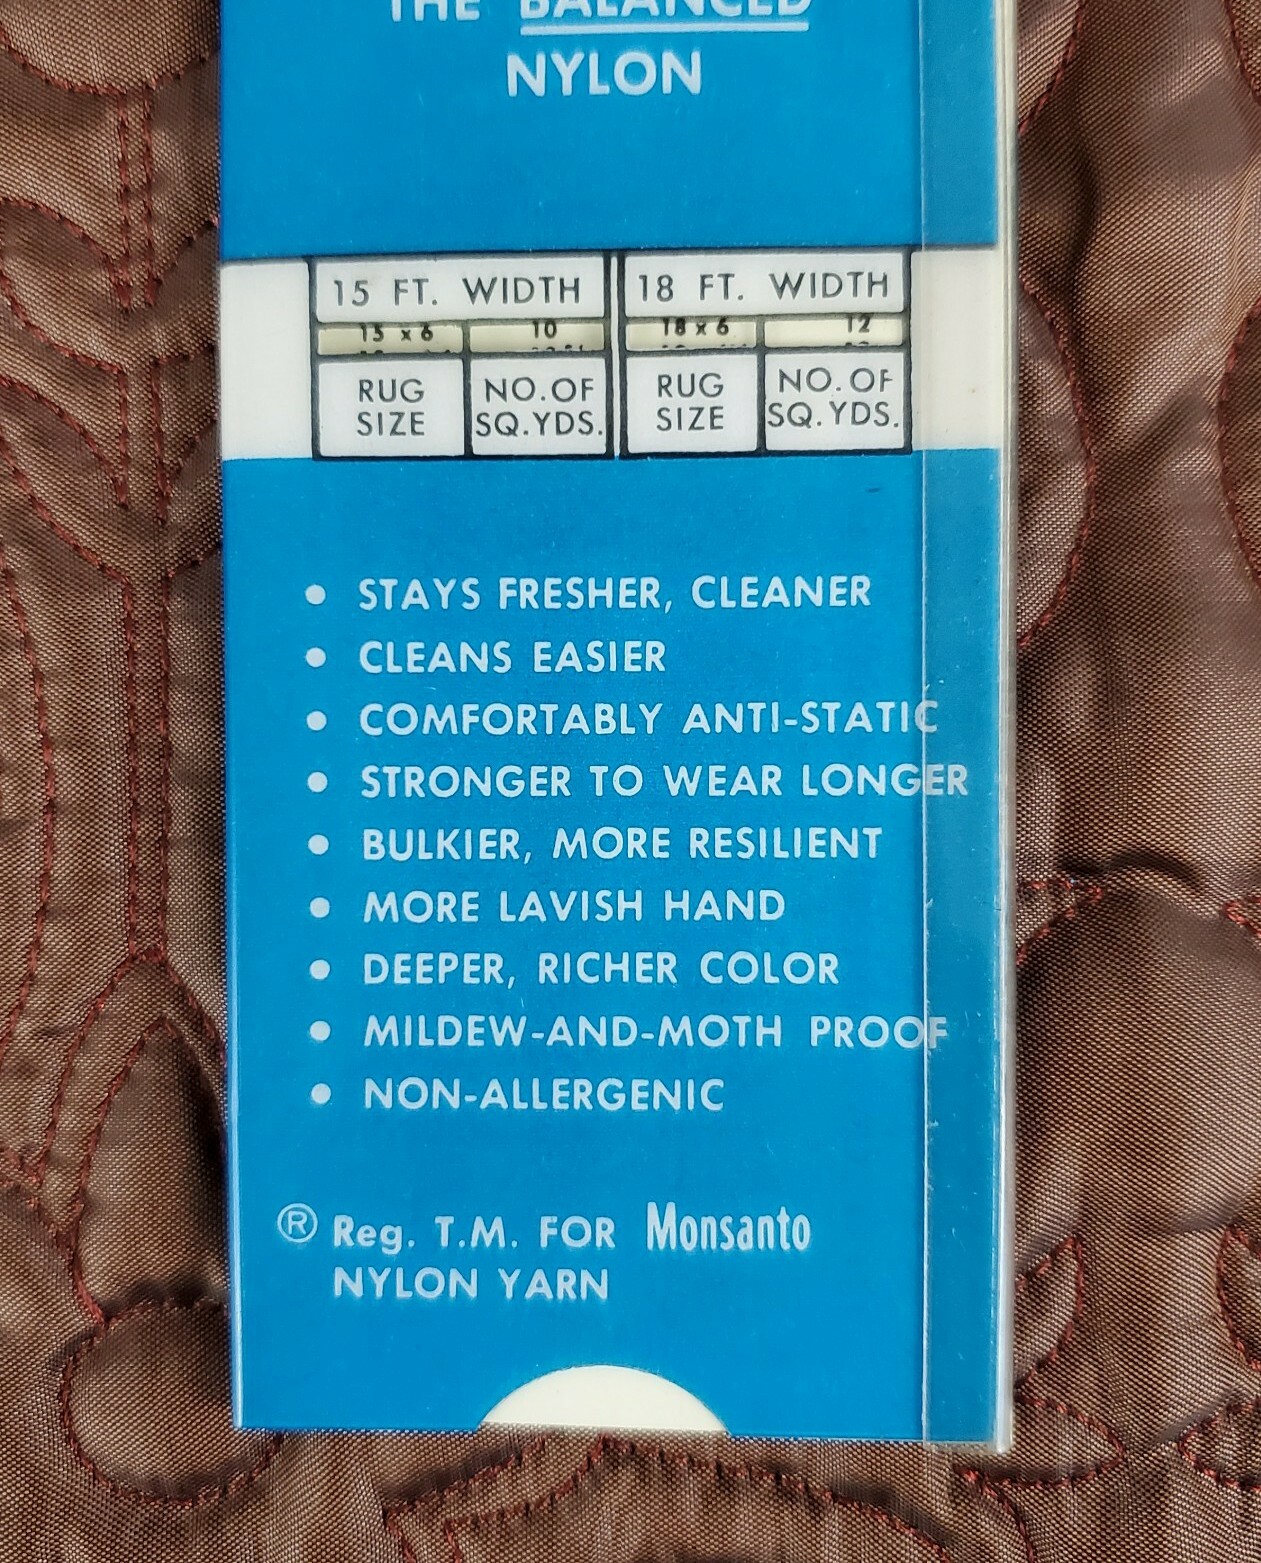 THE BALANCED
NYLON
15 FT. WIDTH 18 FT. WIDTH
15 x 6 10 18 x 6 12
RUG SIZE NO. OF SQ. YDS. RUG SIZE NO. OF SQ. YDS.
• STAYS FRESHER, CLEANER
• CLEANS EASIER
• COMFORTABLY ANTI-STATIC
• STRONGER TO WEAR LONGER
• BULKIER, MORE RESILIENT
• MORE LAVISH HAND
• DEEPER, RICHER COLOR
• MILDEW-AND-MOTH PROOF
• NON-ALLERGENIC
® Reg. T.M. FOR Monsanto
NYLON YARN